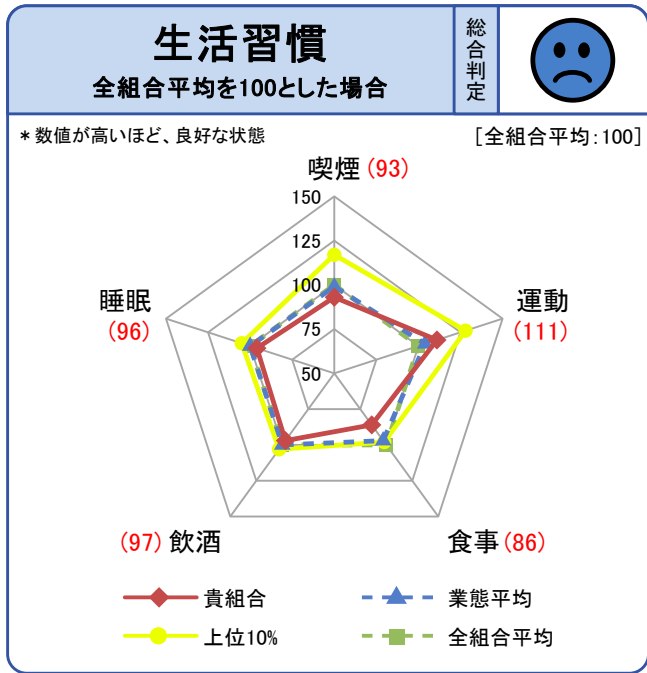 生活習慣
全組合平均を100とした場合
総合判定
*数値が高いほど、良好な状態
[全組合平均:100]
喫煙(93)
150
125
100
75
50
睡眠
(96)
運動
(111)
(97)飲酒
食事(86)
貴組合
業態平均
上位10%
全組合平均